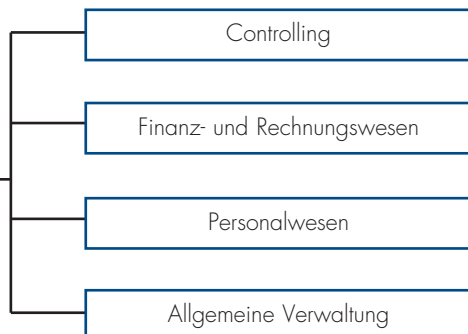 Controlling
Finanz- und Rechnungswesen
Personalwesen
Allgemeine Verwaltung